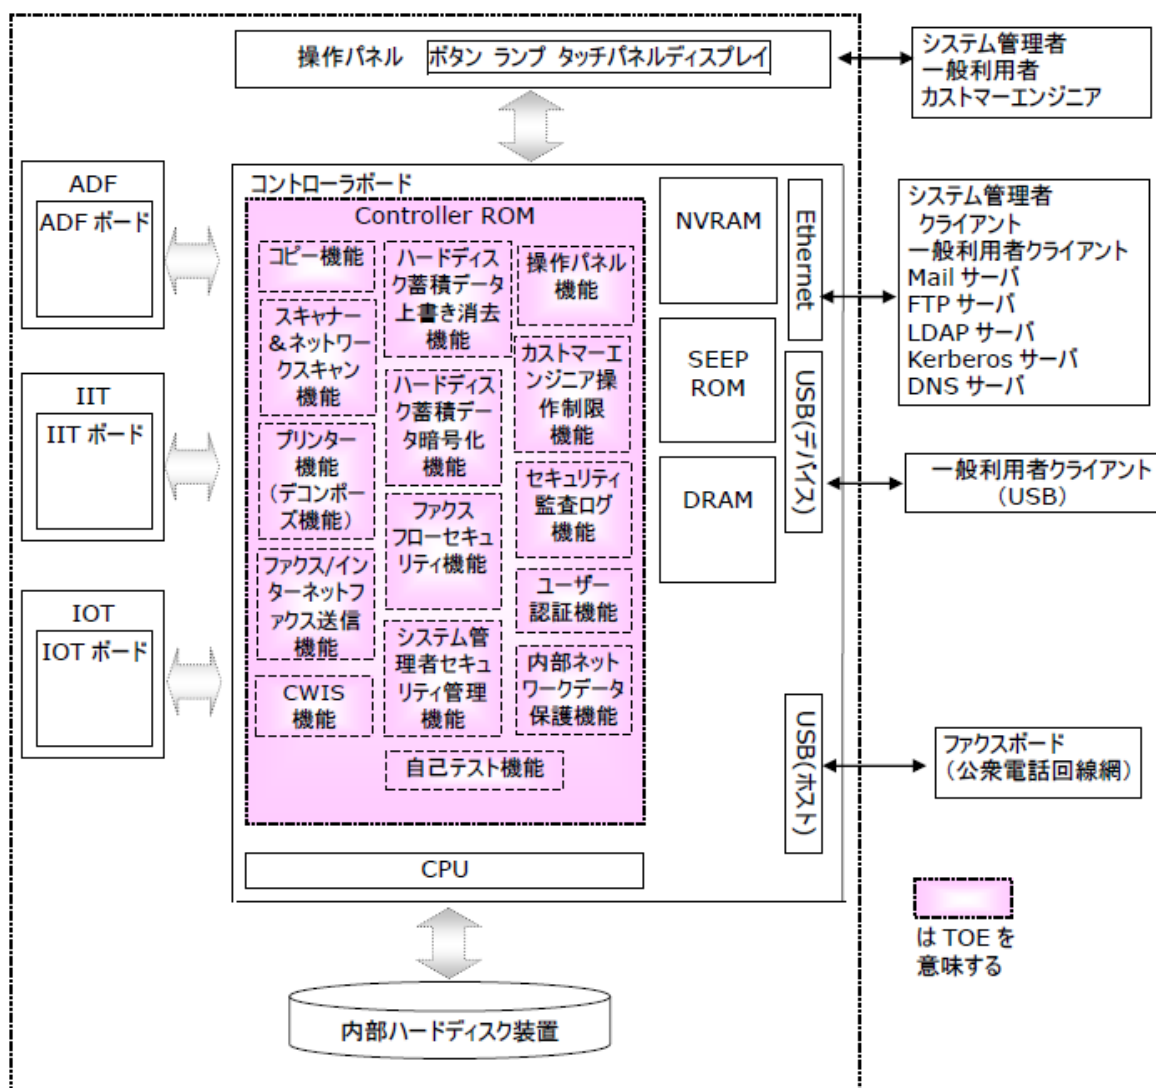 操作パネル ボタン ランプ タッチパネルディスプレイ
システム管理者
一般利用者
カストマーエンジニア
ADF
ADF ボード
IIT
IIT ボード
IOT
IOT ボード
コントローラボード
Controller ROM
コピー機能
スキャナー
&ネットワー
クスキャン
機能
プリンター
機能
(デコンポー
ズ機能)
ファクス/イン
ターネットフ
ァクス送信
機能
CWIS
機能
ハードディス
ク蓄積データ
上書き消去
機能
ハードディス
ク蓄積デー
タ暗号化
機能
ファクス
フローセキュ
リティ機能
システム管
理者セキュ
リティ管理
機能
自己テスト機能
操作パネル
機能
カストマーエ
ンジニア操
作制限
機能
セキュリティ
監査ログ
機能
ユーザー
認証機能
内部ネット
ワークデータ
保護機能
NVRAM
SEEP
ROM
DRAM
Ethernet
USB(デバイス)
USB(ホスト)
CPU
内部ハードディスク装置
システム管理者
クライアント
一般利用者クライアント
Mail サーバ
FTP サーバ
LDAP サーバ
Kerberos サーバ
DNS サーバ
一般利用者クライアント
(USB)
ファクスボード
(公衆電話回線網)
は TOE を
意味する